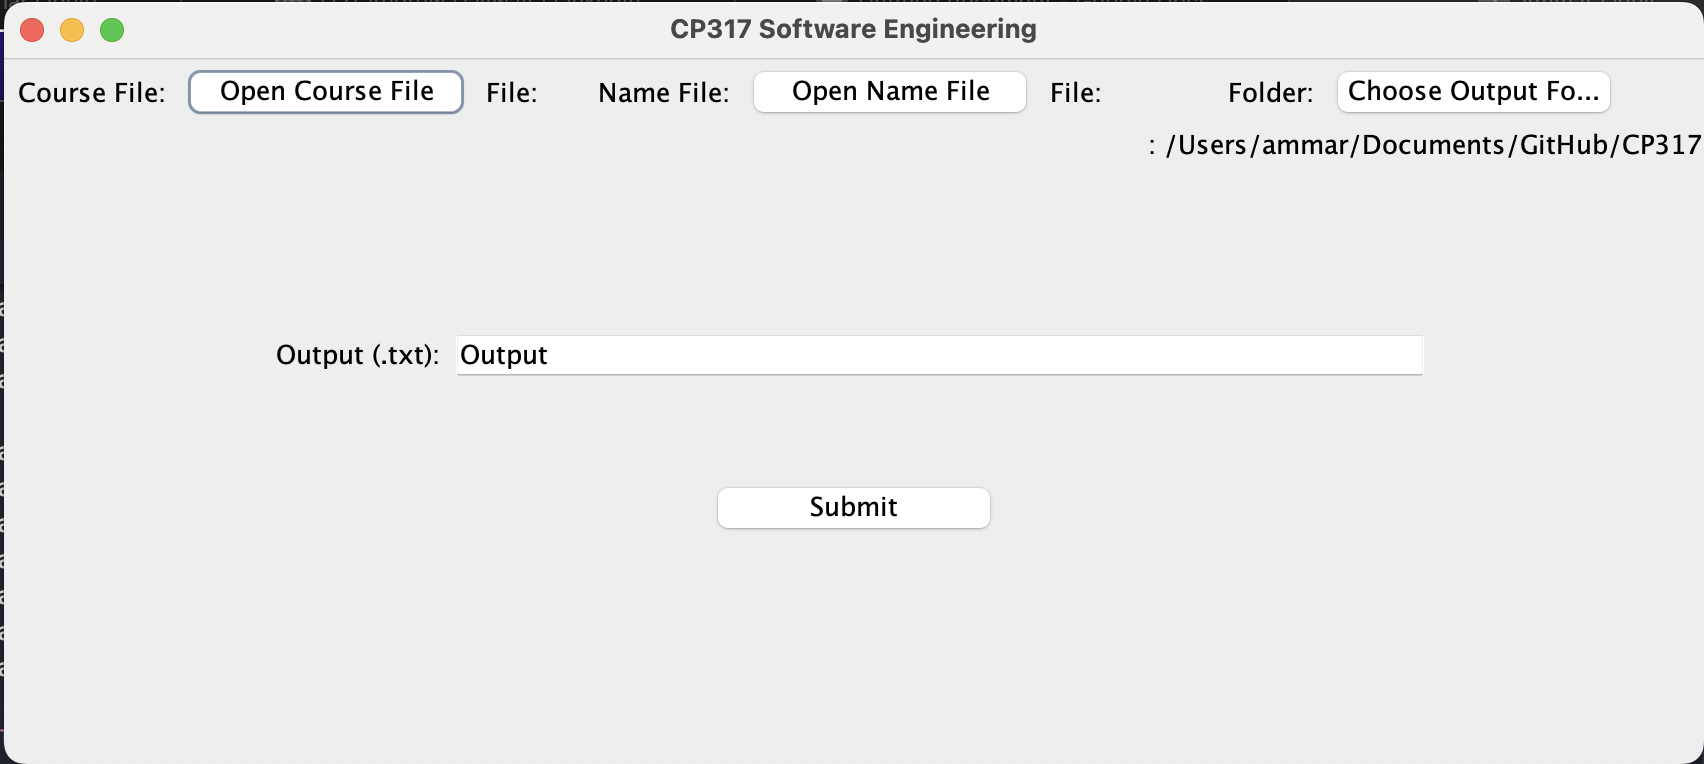 CP317 Software Engineering
Course File: Open Course File File: Name File: Open Name File File: Folder: Choose Output Fo...
: /Users/ammar/Documents/GitHub/CP317
Output (.txt): Output
Submit